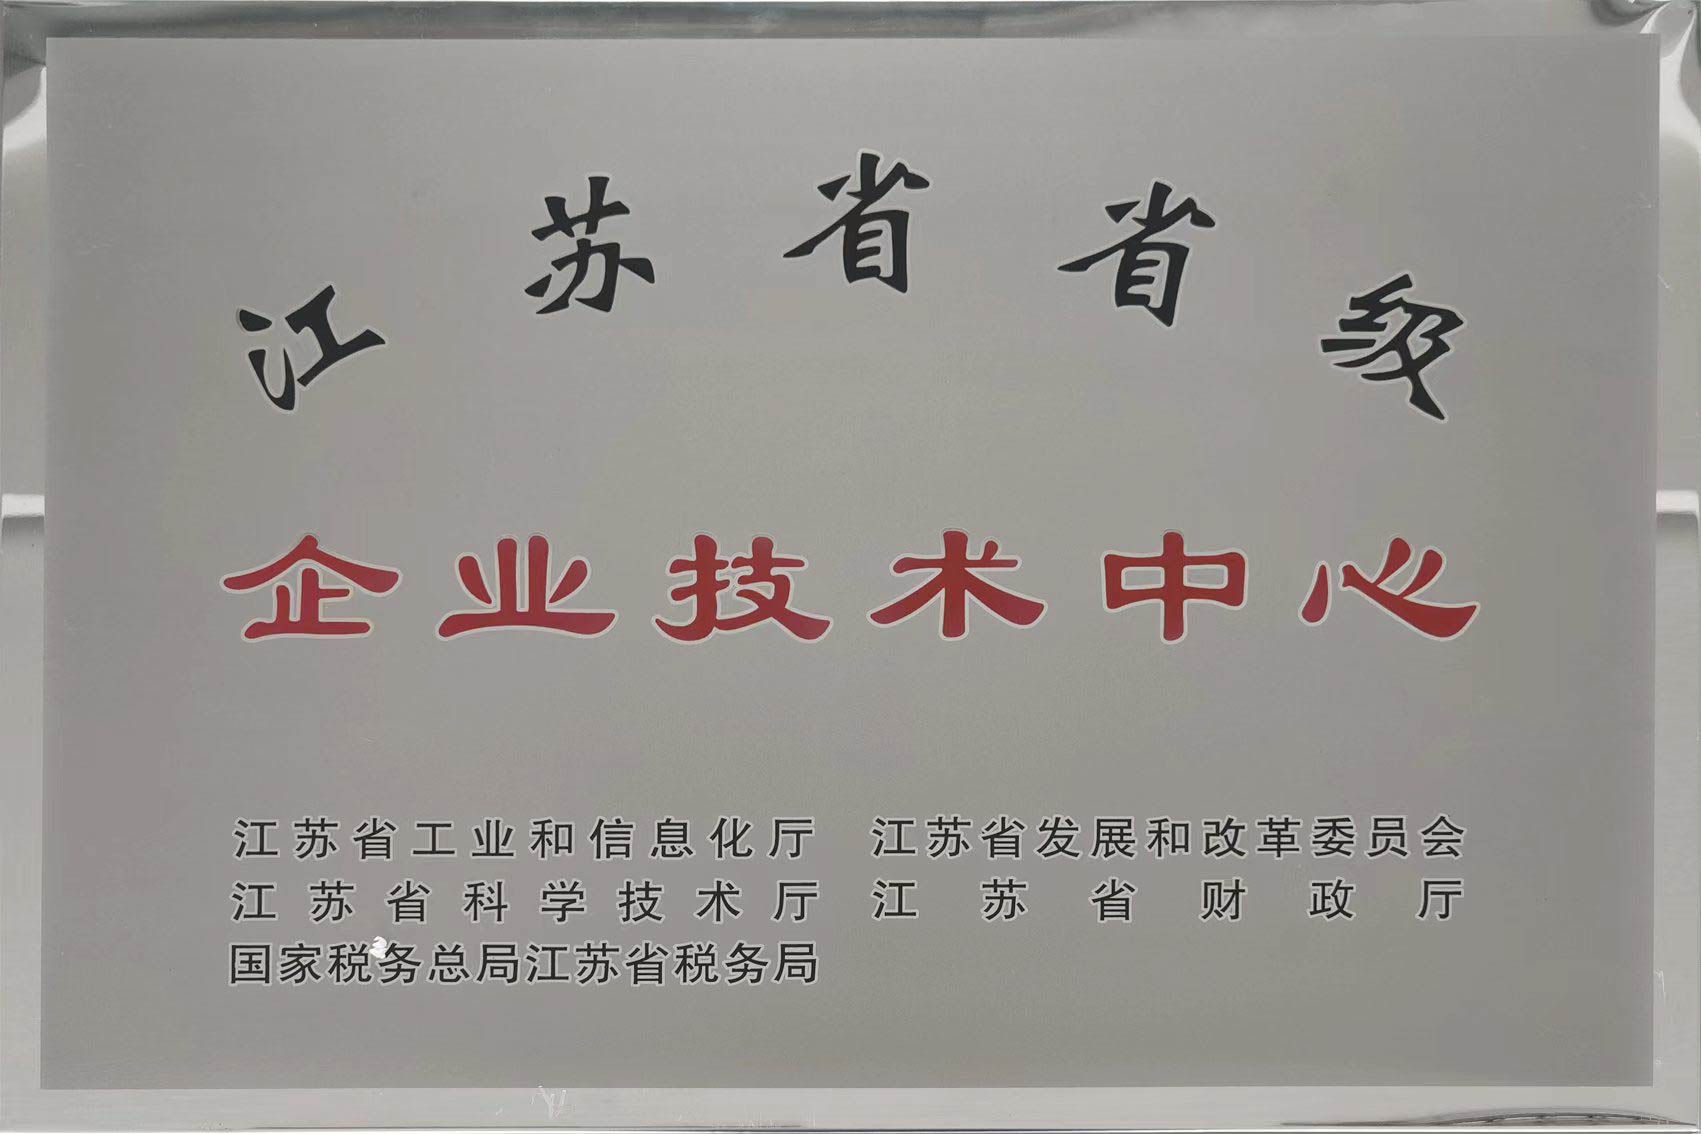 江苏省省级
企业技术中心
江苏省工业和信息化厅 江苏省发展和改革委员会
江苏省科学技术厅 江苏省财政厅
国家税务总局江苏省税务局